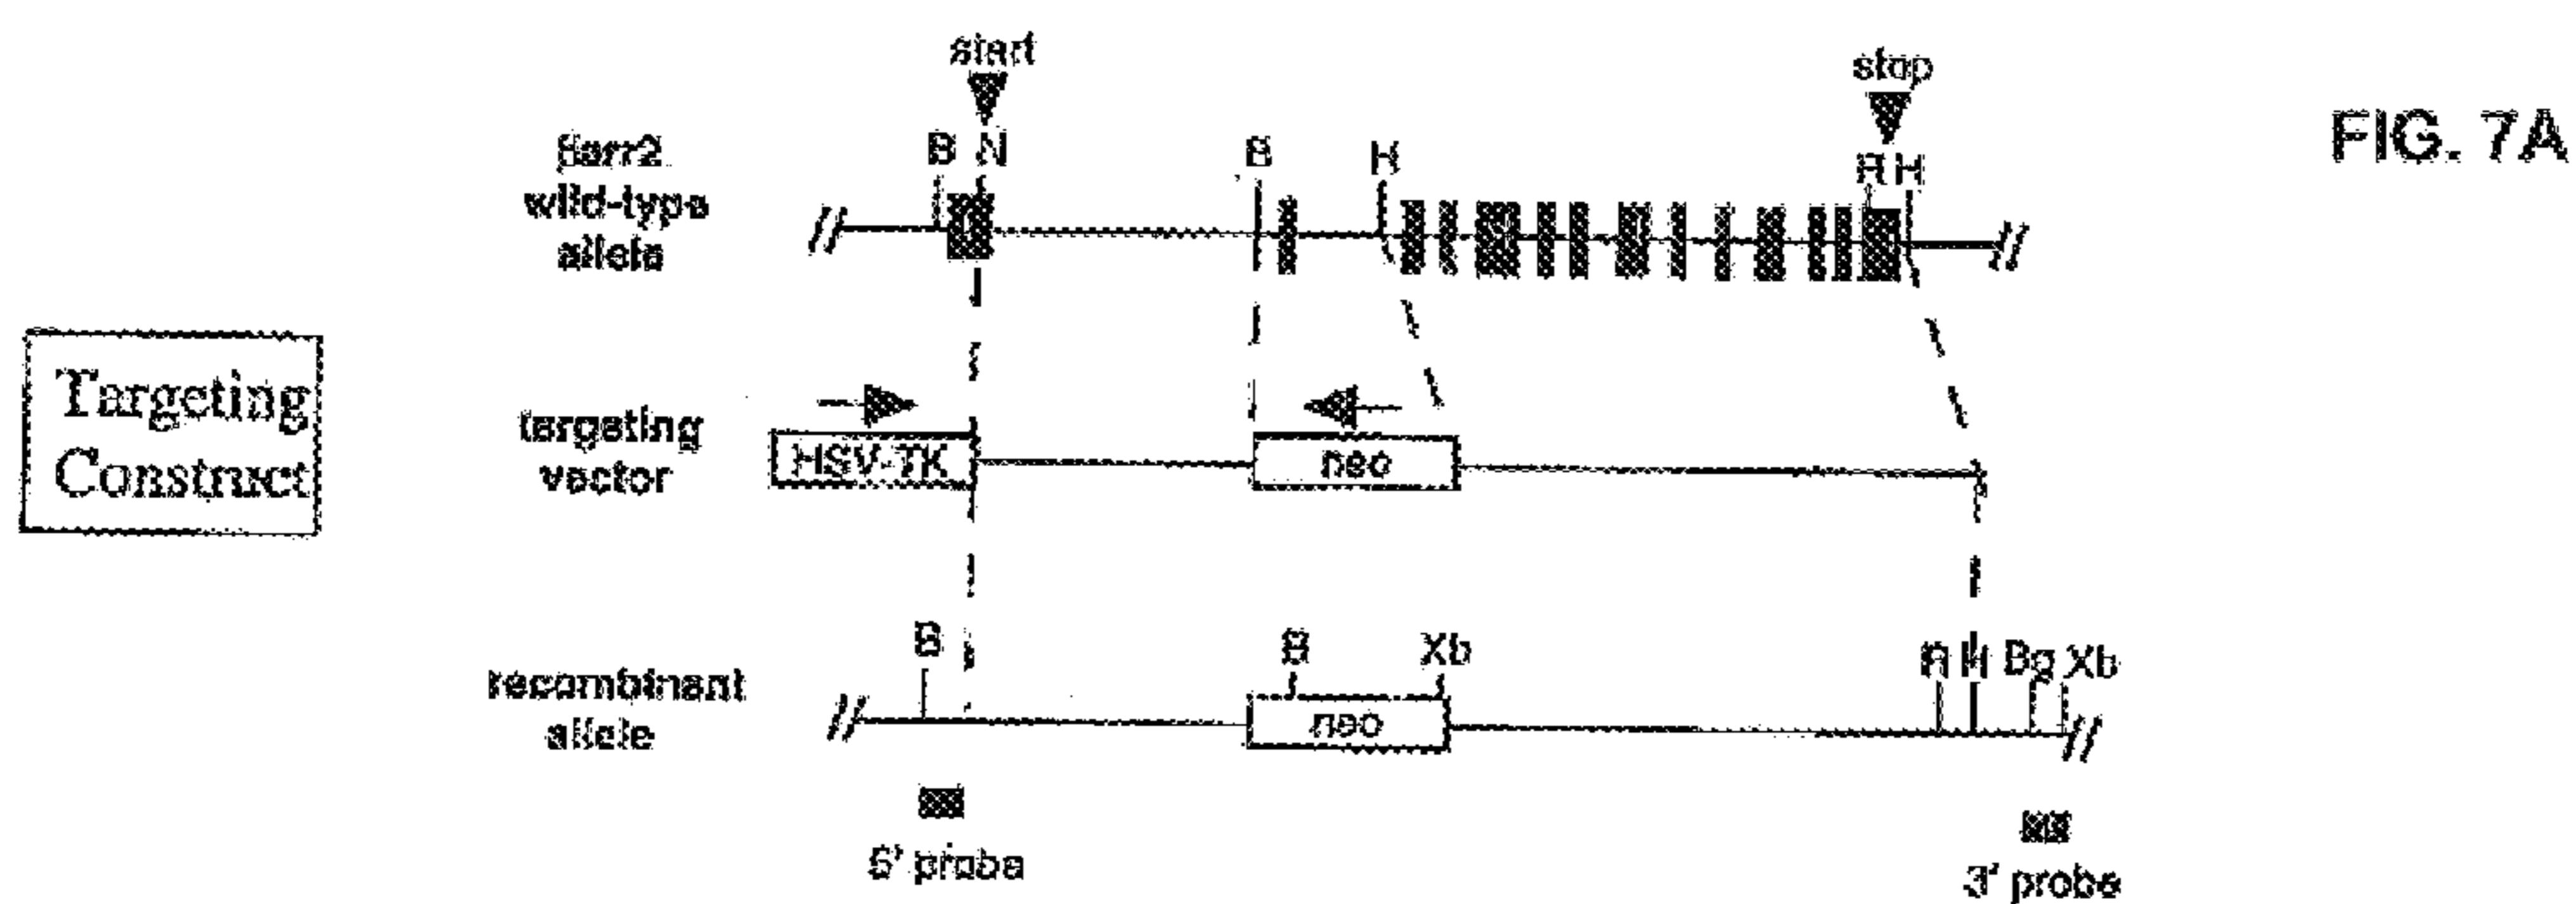 FIG. 7A
start
stop
βarr2
wild-type
allele
B N
B
H
R H
Targeting
Construct
targeting
vector
HSV-TK
neo
recombinant
allele
B
B
Xb
R H Bg Xb
neo
5' probe
3' probe